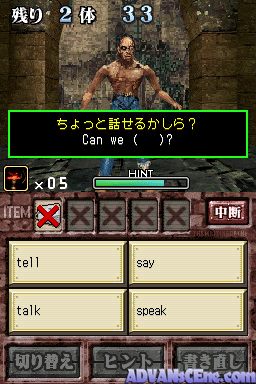 残り 2 体 33
ちょっと話せるかしら？
Can we (   )?
HINT
×05
ITEM
中断
tell
say
talk
speak
切り替え
ヒント
書き直し
ADVANSCENE.com